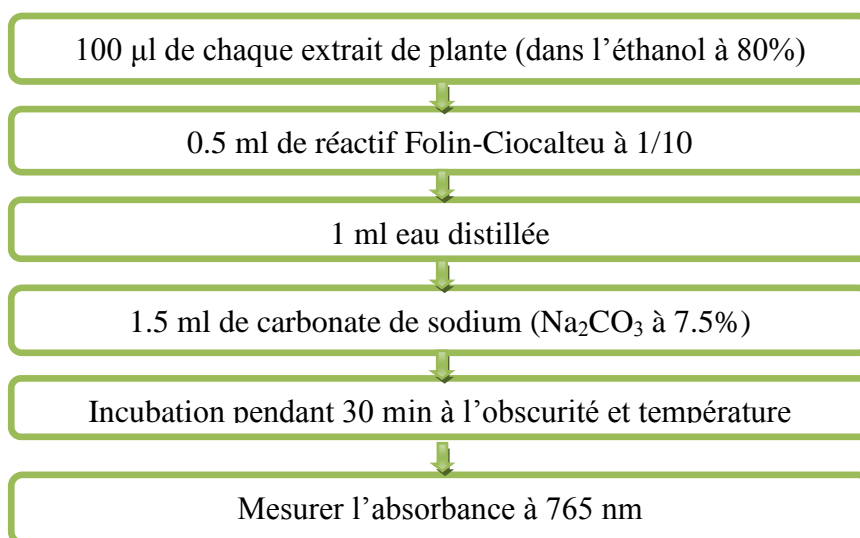 100 µl de chaque extrait de plante (dans l’éthanol à 80%)
0.5 ml de réactif Folin-Ciocalteu à 1/10
1 ml eau distillée
1.5 ml de carbonate de sodium (Na₂CO₃ à 7.5%)
Incubation pendant 30 min à l’obscurité et température
Mesurer l’absorbance à 765 nm